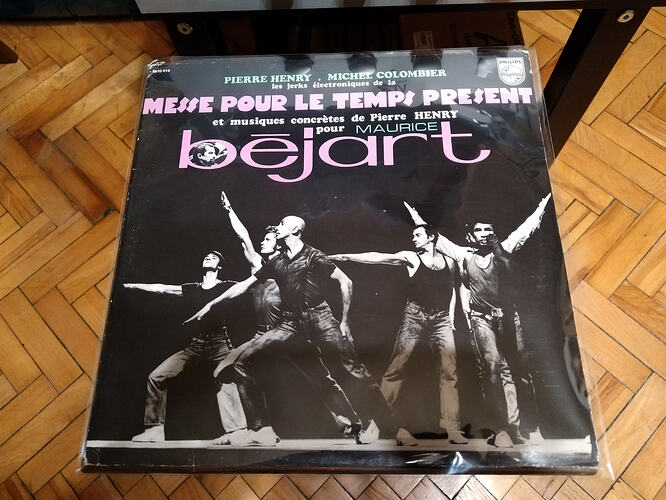 PHILIPS
PIERRE HENRY . MICHEL COLOMBIER
les jerks électroniques de la
MESSE POUR LE TEMPS PRESENT
et musiques concrètes de Pierre HENRY
pour MAURICE
béjart